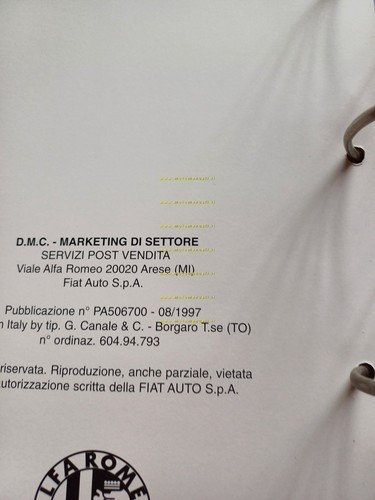 D.M.C. - MARKETING DI SETTORE
SERVIZI POST VENDITA
Viale Alfa Romeo 20020 Arese (MI)
Fiat Auto S.p.A.
Pubblicazione n° PA506700 - 08/1997
n Italy by tip. G. Canale & C. - Borgaro T.se (TO)
n° ordinaz. 604.94.793
riservata. Riproduzione, anche parziale, vietata
utorizzazione scritta della FIAT AUTO S.p.A.
ALFA ROME